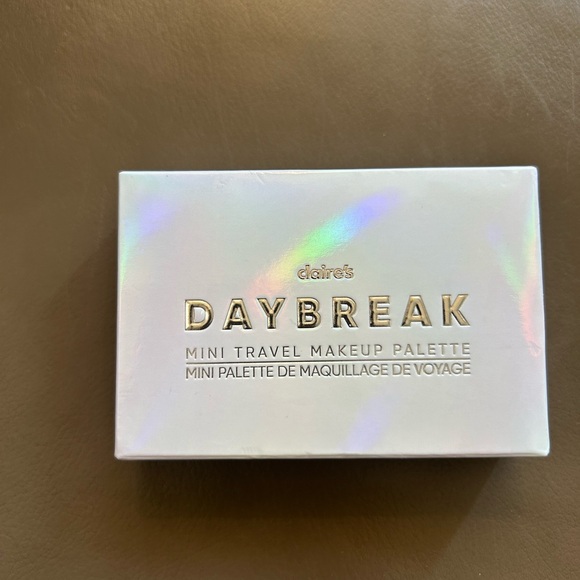 claire's
DAYBREAK
MINI TRAVEL MAKEUP PALETTE
MINI PALETTE DE MAQUILLAGE DE VOYAGE